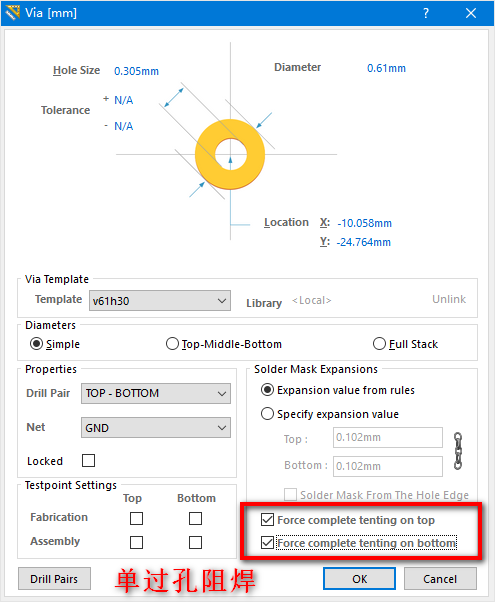 Via [mm]
?
Hole Size 0.305mm
Diameter 0.61mm
Tolerance + N/A
- N/A
Location X: -10.058mm
Y: -24.764mm
Via Template
Template v61h30 Library <Local> Unlink
Diameters
Simple Top-Middle-Bottom Full Stack
Properties
Drill Pair TOP - BOTTOM
Net GND
Locked
Solder Mask Expansions
Expansion value from rules
Specify expansion value
Top : 0.102mm
Bottom : 0.102mm
Solder Mask From The Hole Edge
Force complete tenting on top
Force complete tenting on bottom
Testpoint Settings
Top Bottom
Fabrication
Assembly
Drill Pairs 单过孔阻焊 OK Cancel